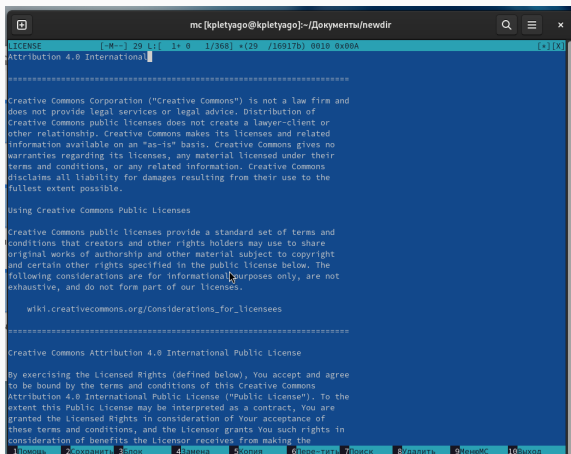 mc [kpletyago@kpletyago]:~/Документы/newdir
LICENSE [-M--] 29 L:[ 1+ 0 1/368] *(29 /16917b) 0010 0x00A [*][X]
Attribution 4.0 International
=======================================================================
Creative Commons Corporation ("Creative Commons") is not a law firm and
does not provide legal services or legal advice. Distribution of
Creative Commons public licenses does not create a lawyer-client or
other relationship. Creative Commons makes its licenses and related
information available on an "as-is" basis. Creative Commons gives no
warranties regarding its licenses, any material licensed under their
terms and conditions, or any related information. Creative Commons
disclaims all liability for damages resulting from their use to the
fullest extent possible.
Using Creative Commons Public Licenses
Creative Commons public licenses provide a standard set of terms and
conditions that creators and other rights holders may use to share
original works of authorship and other material subject to copyright
and certain other rights specified in the public license below. The
following considerations are for informational purposes only, are not
exhaustive, and do not form part of our licenses.
wiki.creativecommons.org/Considerations_for_licensees
=======================================================================
Creative Commons Attribution 4.0 International Public License
By exercising the Licensed Rights (defined below), You accept and agree
to be bound by the terms and conditions of this Creative Commons
Attribution 4.0 International Public License ("Public License"). To the
extent this Public License may be interpreted as a contract, You are
granted the Licensed Rights in consideration of Your acceptance of
these terms and conditions, and the Licensor grants You such rights in
consideration of benefits the Licensor receives from making the
1Помощь 2Сохранить 3Блок 4Замена 5Копия 6Пере~тить 7Поиск 8Удалить 9МенюMC 10Выход